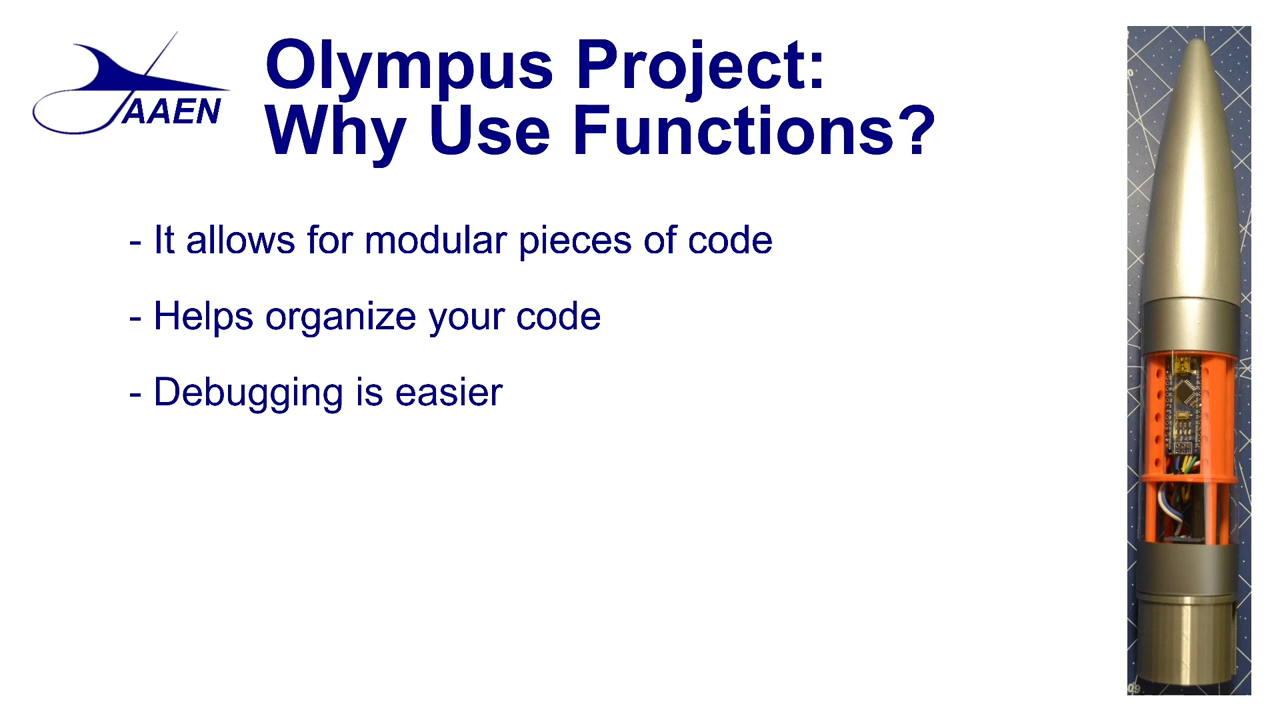 AAEN
Olympus Project:
Why Use Functions?
- It allows for modular pieces of code
- Helps organize your code
- Debugging is easier